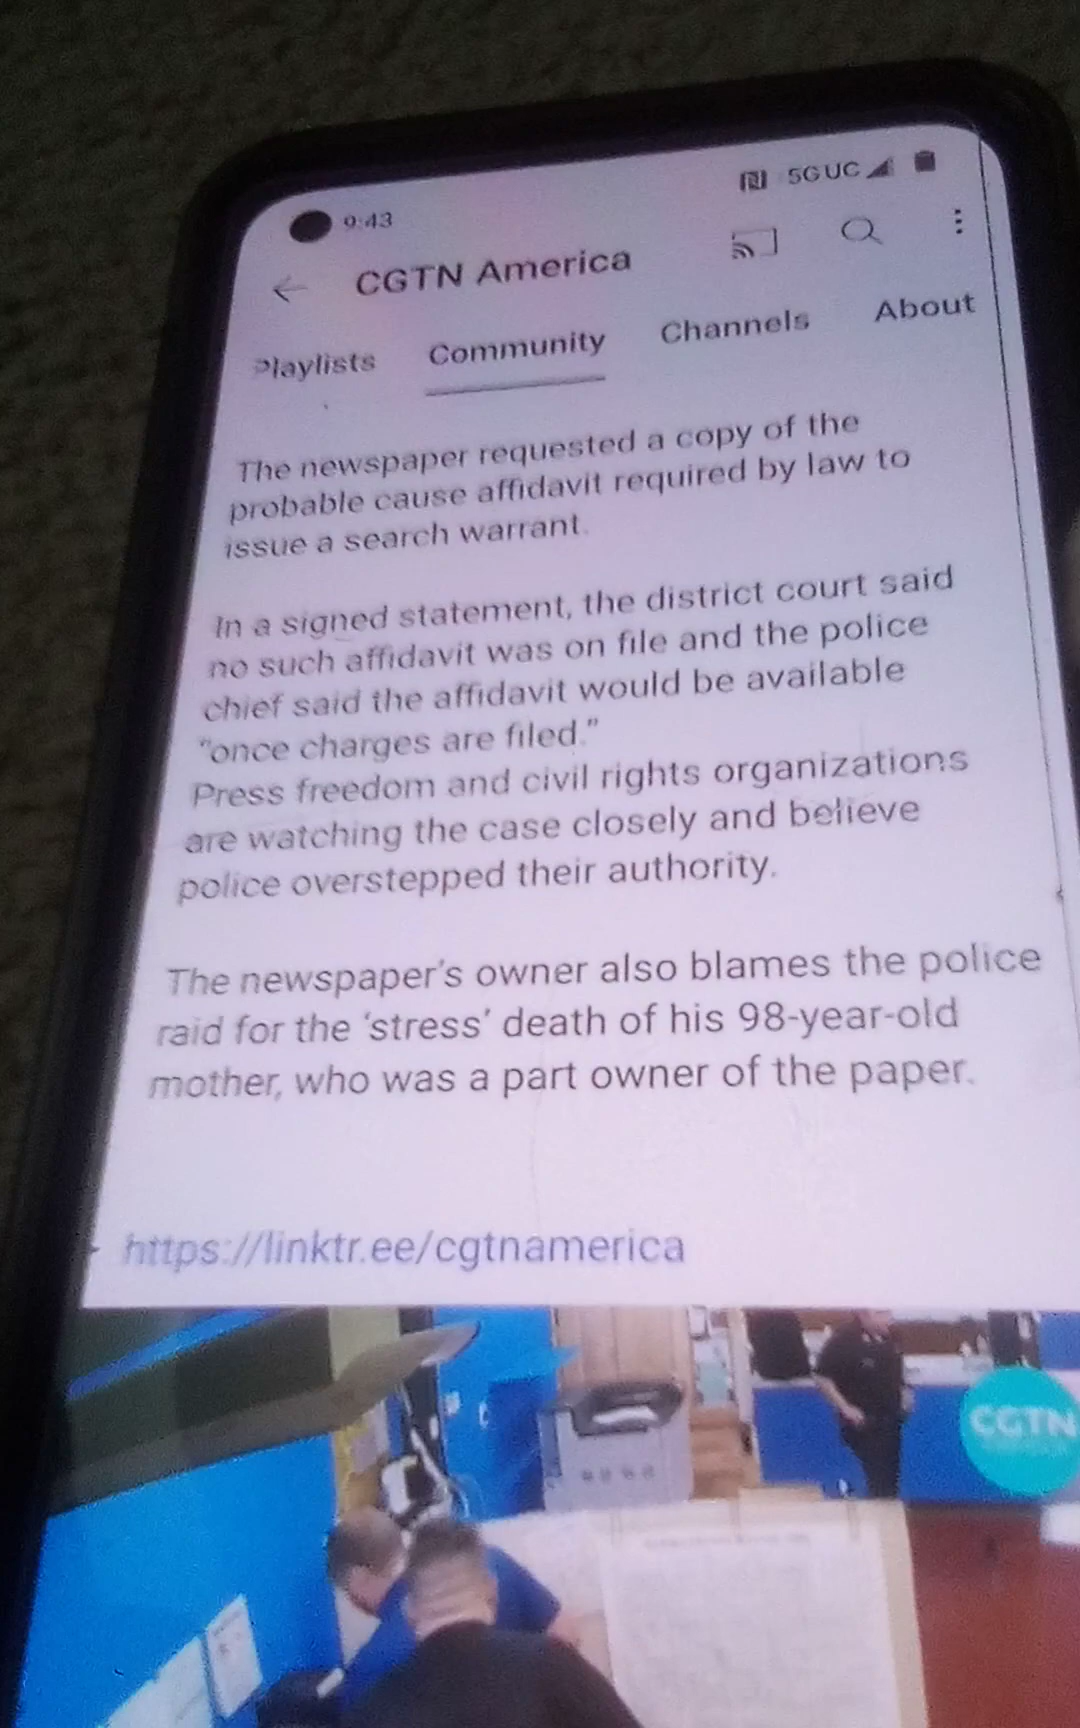 9:43
5G UC
CGTN America
Playlists Community Channels About
The newspaper requested a copy of the
probable cause affidavit required by law to
issue a search warrant.
In a signed statement, the district court said
no such affidavit was on file and the police
chief said the affidavit would be available
"once charges are filed."
Press freedom and civil rights organizations
are watching the case closely and believe
police overstepped their authority.
The newspaper's owner also blames the police
raid for the 'stress' death of his 98-year-old
mother, who was a part owner of the paper.
https://linktr.ee/cgtnamerica
CGTN